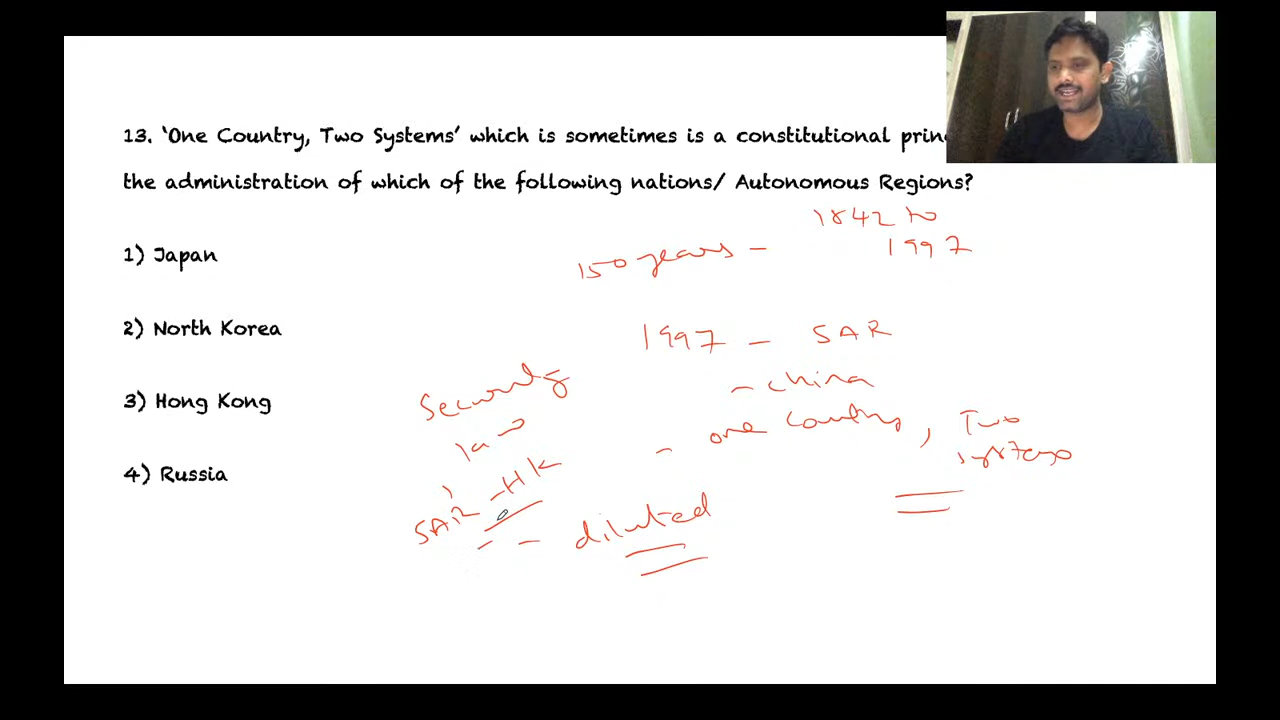 13. ‘One Country, Two Systems’ which is sometimes is a constitutional
the administration of which of the following nations/ Autonomous Regions?
1842 to
1) Japan
150 years - 1997
2) North Korea
1997 - SAR
Security
- China
3) Hong Kong
law
- one Country, Two
systems
4) Russia
SAR - HK
- - diluted